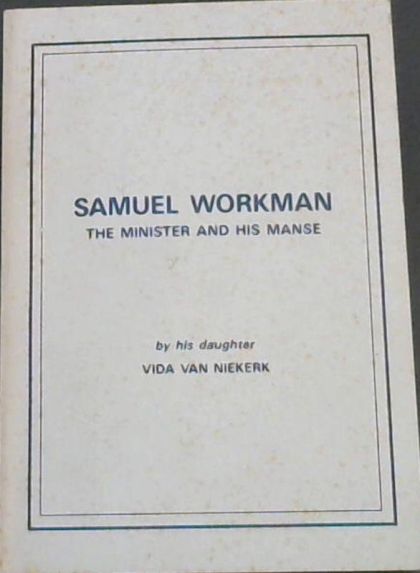 SAMUEL WORKMAN
THE MINISTER AND HIS MANSE
by his daughter
VIDA VAN NIEKERK